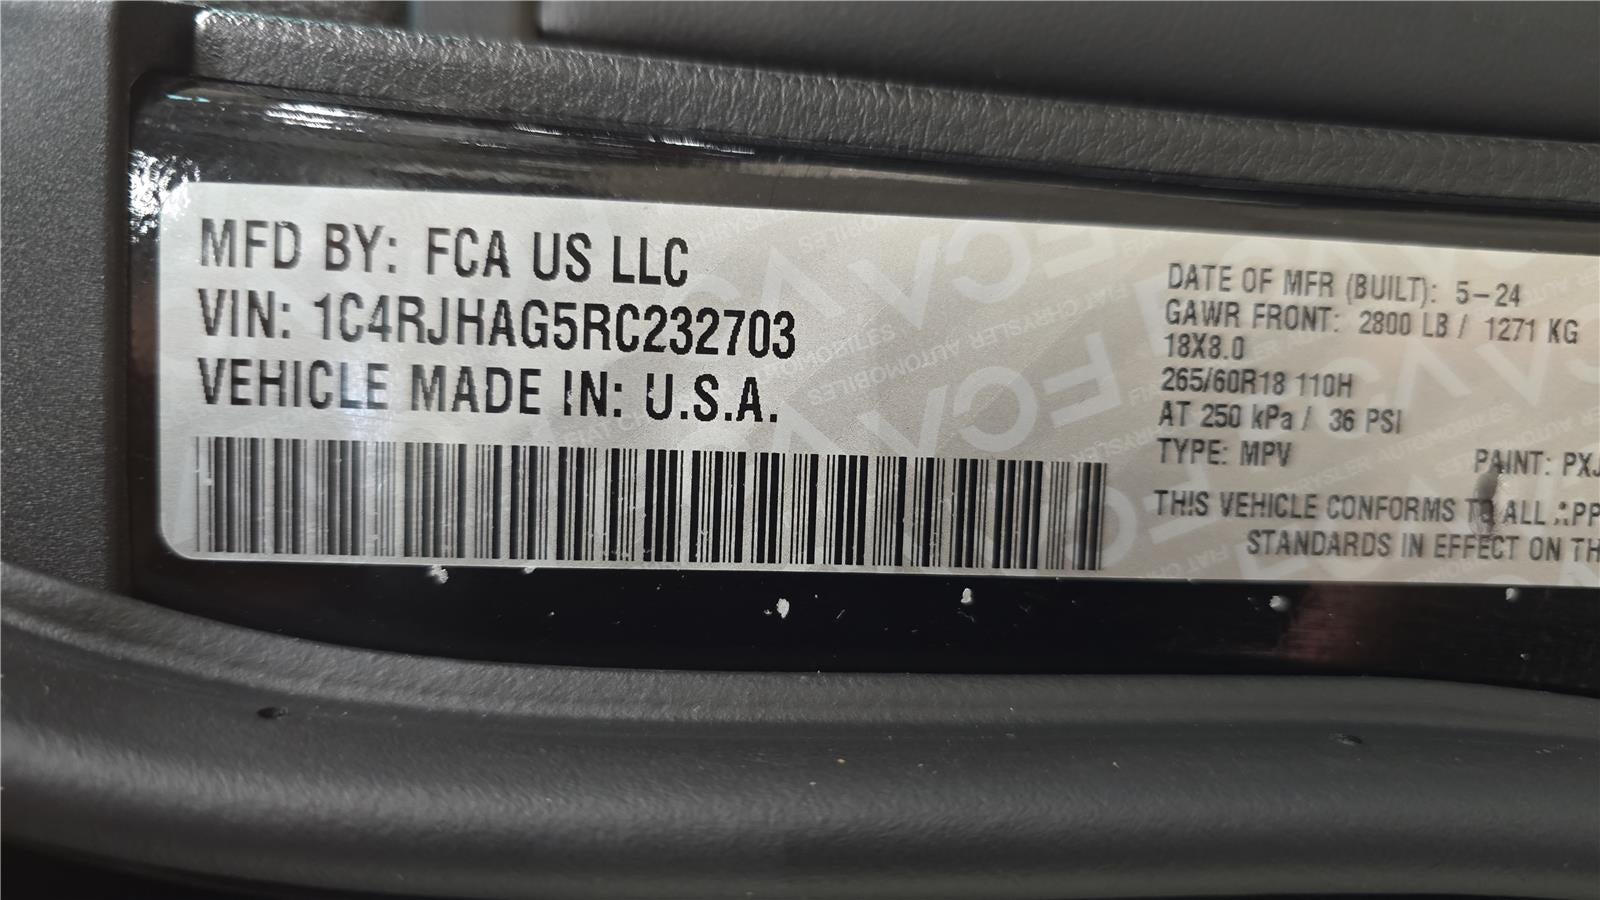 MFD BY: FCA US LLC
VIN: 1C4RJHAG5RC232703
VEHICLE MADE IN: U.S.A.
DATE OF MFR (BUILT): 5-24
GAWR FRONT: 2800 LB / 1271 KG
18X8.0
265/60R18 110H
AT 250 kPa / 36 PSI
TYPE: MPV PAINT: PXJ
THIS VEHICLE CONFORMS TO ALL
STANDARDS IN EFFECT ON